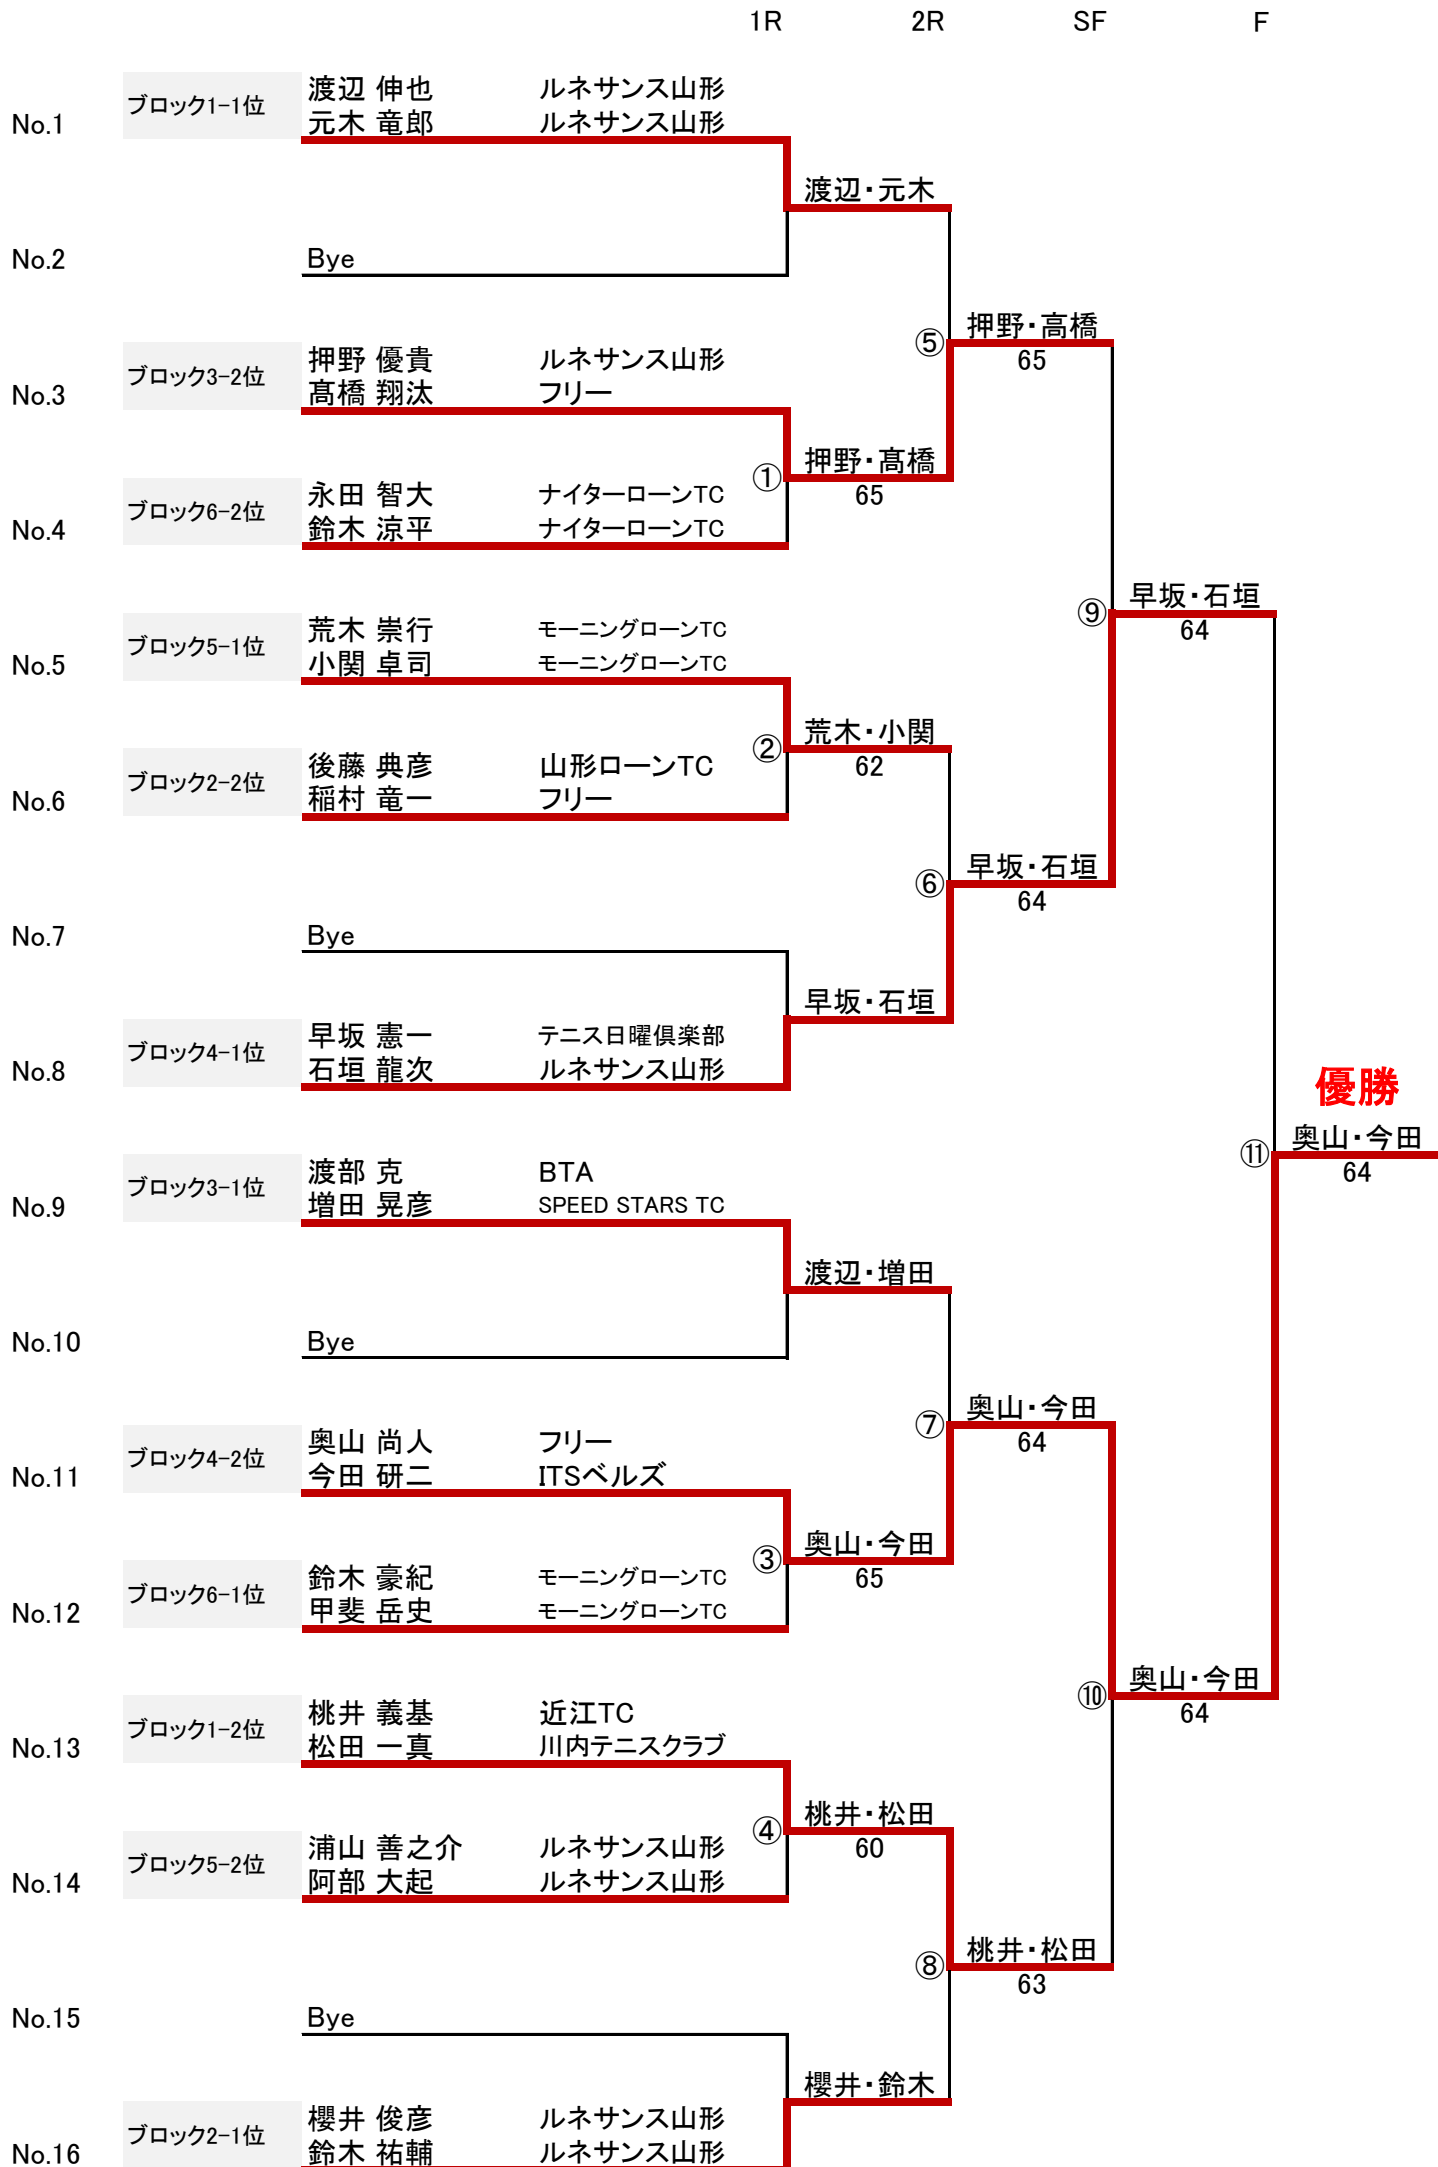 1R 2R SF F
ブロック1-1位 渡辺 伸也 ルネサンス山形
No.1 元木 竜郎 ルネサンス山形
渡辺・元木
No.2 Bye
押野・高橋
⑤ 65
ブロック3-2位 押野 優貴 ルネサンス山形
No.3 髙橋 翔汰 フリー
押野・髙橋
① 65
ブロック6-2位 永田 智大 ナイターローンTC
No.4 鈴木 涼平 ナイターローンTC
早坂・石垣
⑨ 64
ブロック5-1位 荒木 崇行 モーニングローンTC
No.5 小関 卓司 モーニングローンTC
荒木・小関
② 62
ブロック2-2位 後藤 典彦 山形ローンTC
No.6 稲村 竜一 フリー
早坂・石垣
⑥ 64
No.7 Bye
早坂・石垣
ブロック4-1位 早坂 憲一 テニス日曜倶楽部
No.8 石垣 龍次 ルネサンス山形
優勝
奥山・今田
⑪ 64
ブロック3-1位 渡部 克 BTA
No.9 増田 晃彦 SPEED STARS TC
渡辺・増田
No.10 Bye
奥山・今田
⑦ 64
ブロック4-2位 奥山 尚人 フリー
No.11 今田 研二 ITSベルズ
奥山・今田
③ 65
ブロック6-1位 鈴木 豪紀 モーニングローンTC
No.12 甲斐 岳史 モーニングローンTC
奥山・今田
⑩ 64
ブロック1-2位 桃井 義基 近江TC
No.13 松田 一真 川内テニスクラブ
桃井・松田
④ 60
ブロック5-2位 浦山 善之介 ルネサンス山形
No.14 阿部 大起 ルネサンス山形
桃井・松田
⑧ 63
No.15 Bye
櫻井・鈴木
ブロック2-1位 櫻井 俊彦 ルネサンス山形
No.16 鈴木 祐輔 ルネサンス山形